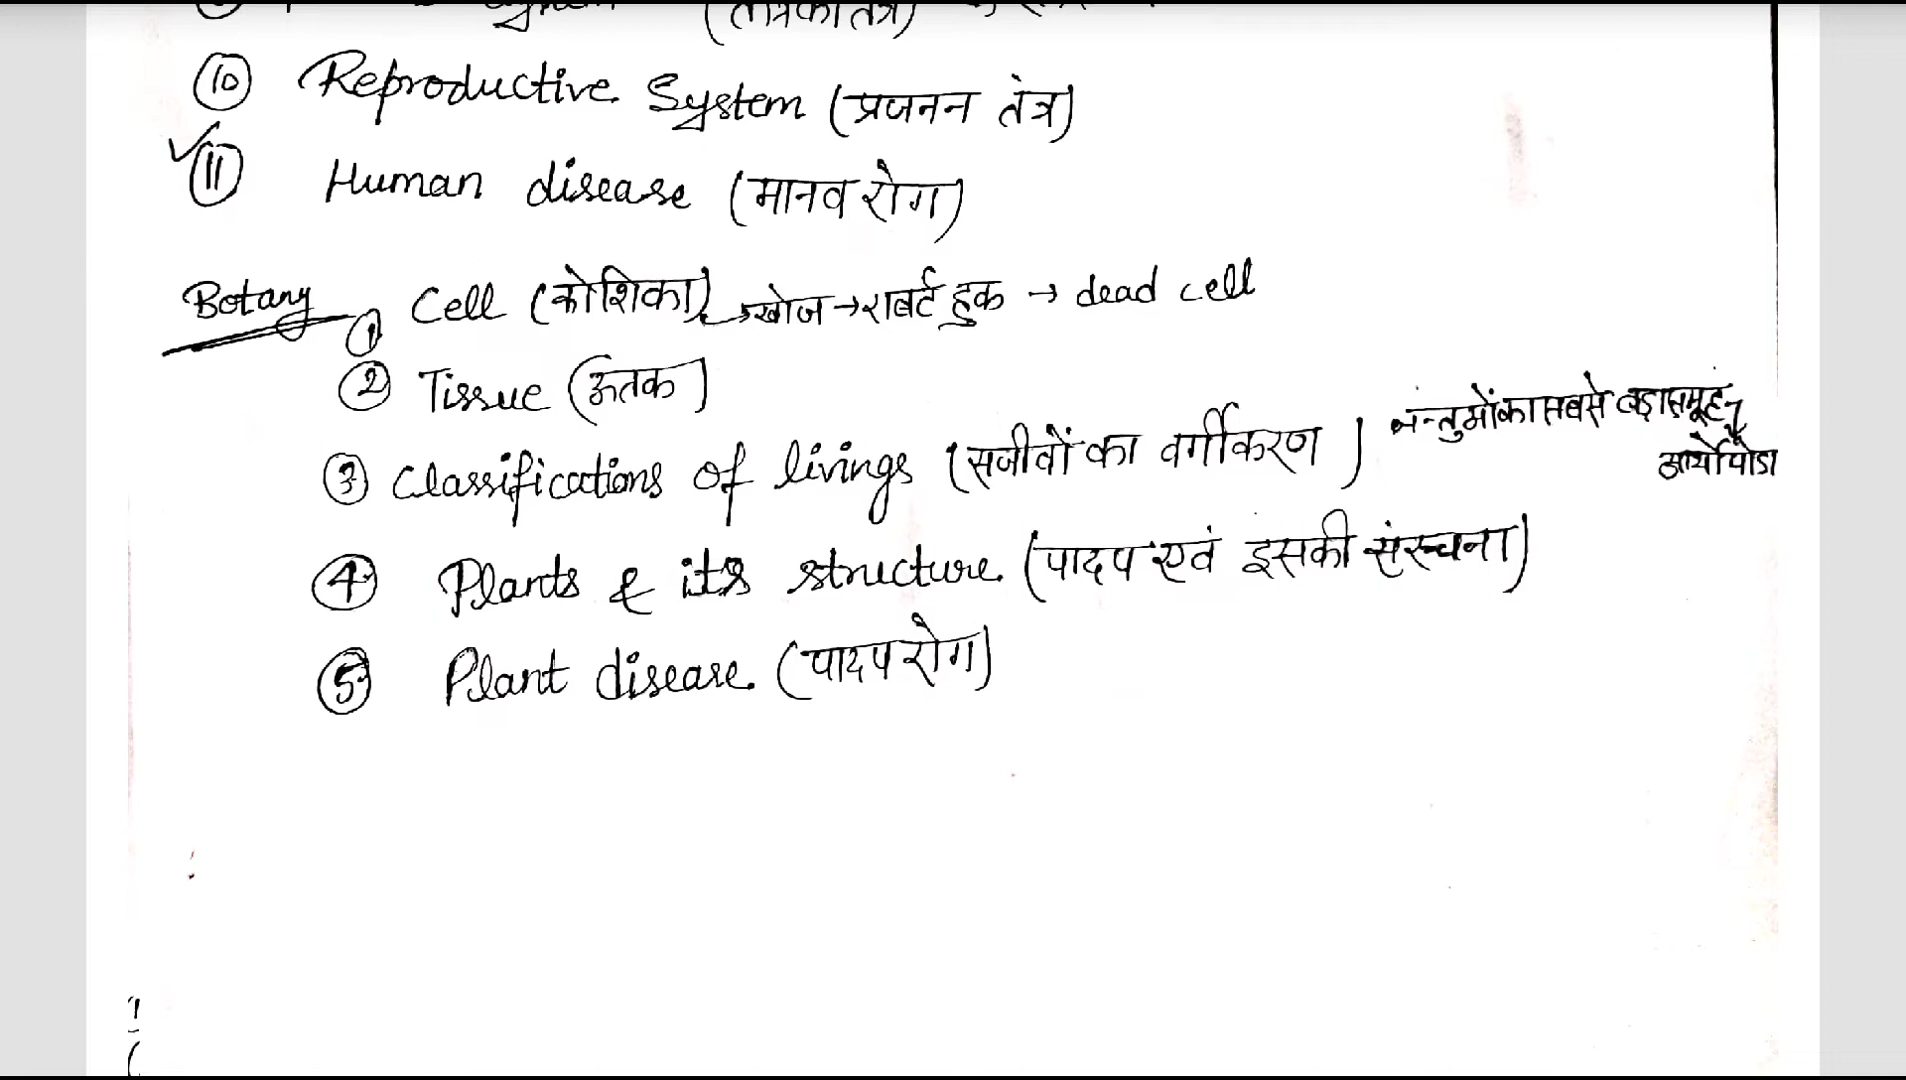 System (तंत्रिका तंत्र)
⑩ Reproductive System (प्रजनन तंत्र)
✓⑪ Human disease (मानव रोग)
Botany
① Cell (कोशिका) → खोज → राबर्ट हुक → dead cell
② Tissue (ऊतक)
③ Classifications of livings (सजीवों का वर्गीकरण) जन्तुओं का सबसे बड़ा समूह →
आर्थोपोडा
④ Plants & its structure (पादप एवं इसकी संरचना)
⑤ Plant disease (पादप रोग)